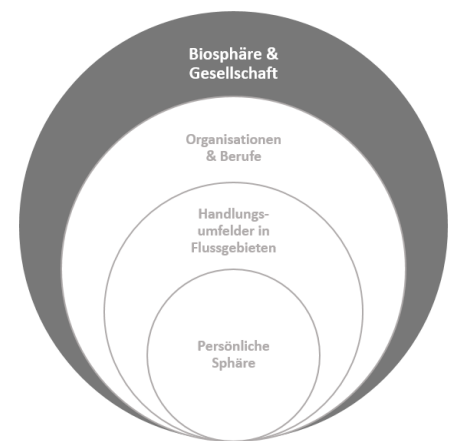 Biosphäre &
Gesellschaft
Organisationen
& Berufe
Handlungs-
umfelder in
Flussgebieten
Persönliche
Sphäre